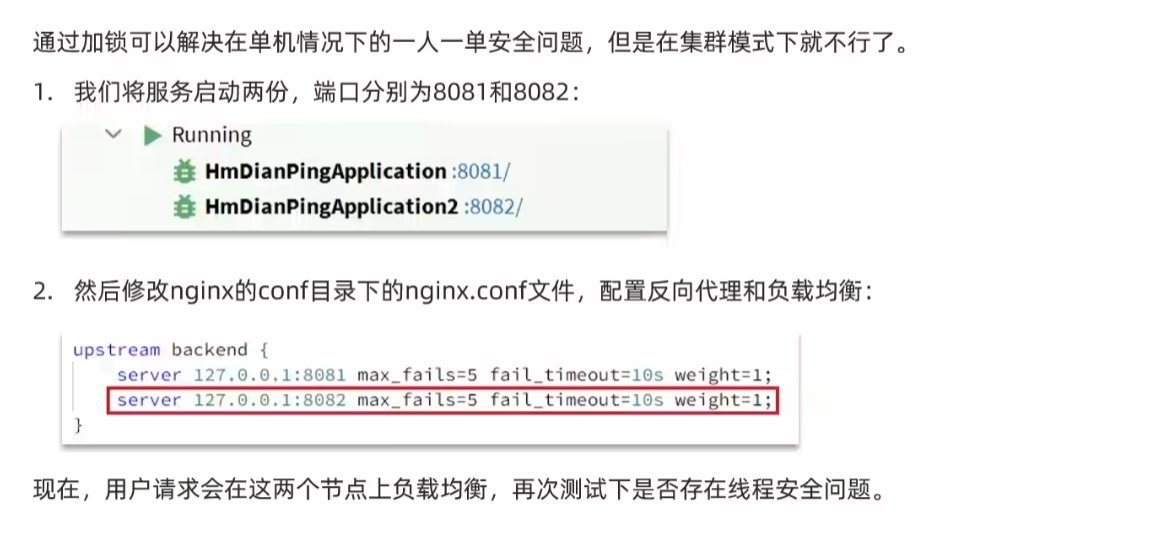 通过加锁可以解决在单机情况下的一人一单安全问题，但是在集群模式下就不行了。
1. 我们将服务启动两份，端口分别为8081和8082：
Running
HmDianPingApplication :8081/
HmDianPingApplication2 :8082/
2. 然后修改nginx的conf目录下的nginx.conf文件，配置反向代理和负载均衡：
upstream backend {
server 127.0.0.1:8081 max_fails=5 fail_timeout=10s weight=1;
server 127.0.0.1:8082 max_fails=5 fail_timeout=10s weight=1;
}
现在，用户请求会在这两个节点上负载均衡，再次测试下是否存在线程安全问题。